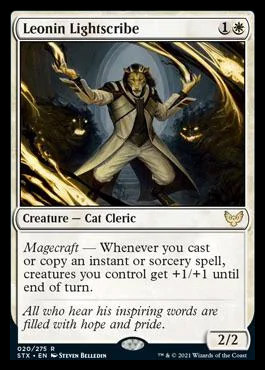 Leonin Lightscribe 1
Creature — Cat Cleric
Magecraft — Whenever you cast
or copy an instant or sorcery spell,
creatures you control get +1/+1 until
end of turn.
All who hear his inspiring words are
filled with hope and pride.
2/2
020/275 R
STX • EN Steven Belledin ™ & © 2021 Wizards of the Coast